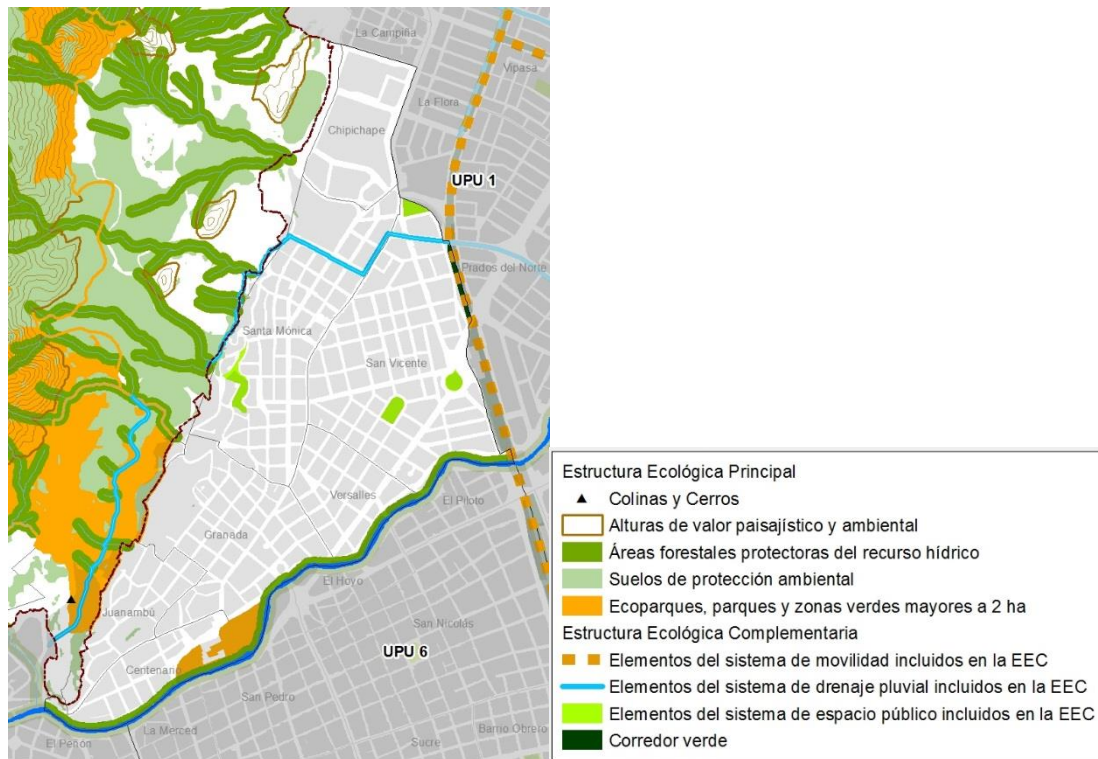 La Campiña
Vipasa
La Flora
Chipichape
UPU 1
Prados del Norte
Santa Mónica
San Vicente
Versalles
El Piloto
Granada
El Hoyo
Juanambú
San Nicolás
UPU 6
Centenario
San Pedro
La Merced
Barrio Obrero
El Peñón
Sucre
Estructura Ecológica Principal
Colinas y Cerros
Alturas de valor paisajístico y ambiental
Áreas forestales protectoras del recurso hídrico
Suelos de protección ambiental
Ecoparques, parques y zonas verdes mayores a 2 ha
Estructura Ecológica Complementaria
Elementos del sistema de movilidad incluidos en la EEC
Elementos del sistema de drenaje pluvial incluidos en la EEC
Elementos del sistema de espacio público incluidos en la EEC
Corredor verde